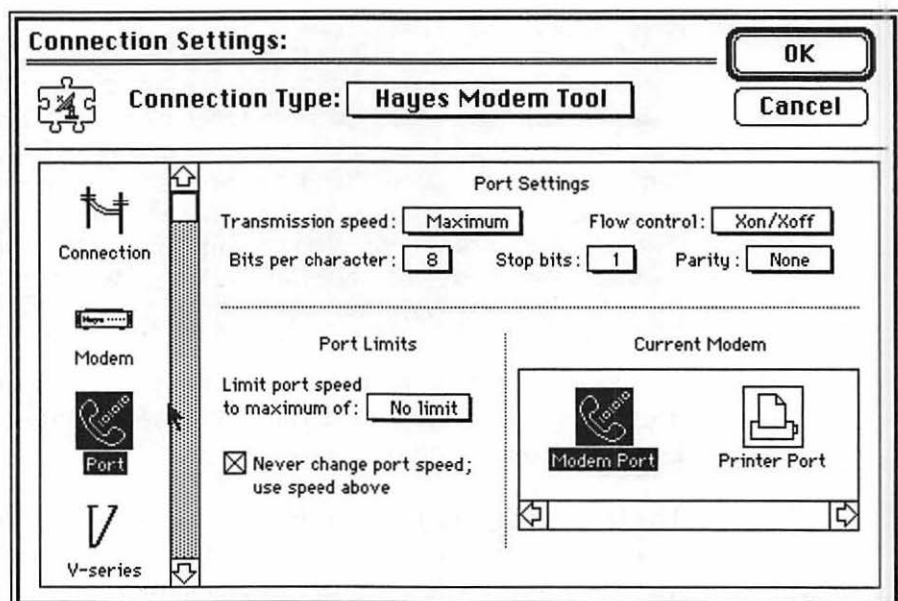 Connection Settings:
OK
Connection Type: Hayes Modem Tool
Cancel
Connection
Hayes
Modem
Port
V
V-series
Port Settings
Transmission speed: Maximum Flow control: Xon/Xoff
Bits per character: 8 Stop bits: 1 Parity: None
Port Limits
Limit port speed
to maximum of: No limit
Never change port speed;
use speed above
Current Modem
Modem Port Printer Port